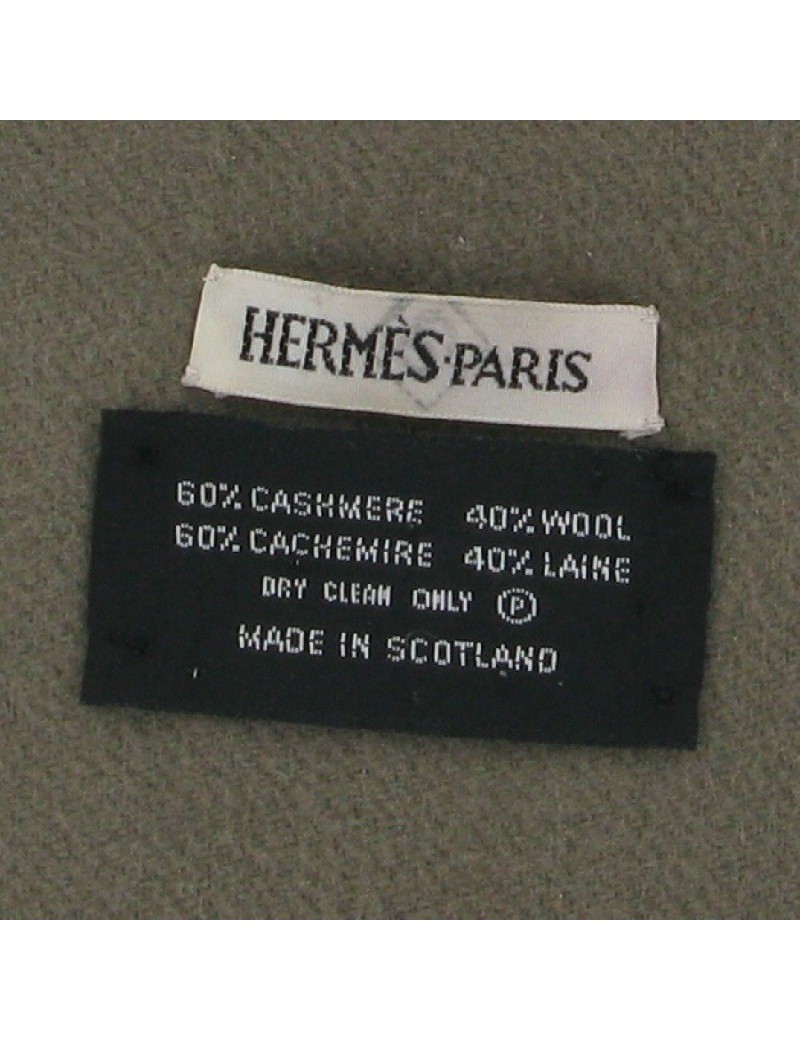 HERMÈS·PARIS
60% CASHMERE 40% WOOL
60% CACHEMIRE 40% LAINE
DRY CLEAN ONLY Ⓟ
MADE IN SCOTLAND